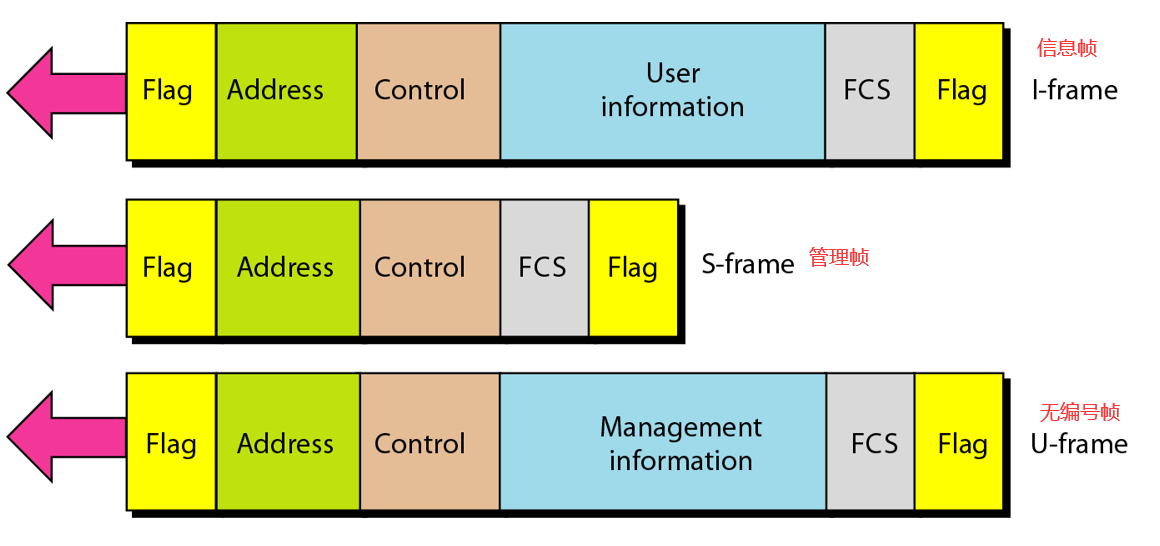 Flag Address Control User information FCS Flag 信息帧 I-frame
Flag Address Control FCS Flag S-frame 管理帧
Flag Address Control Management information FCS Flag 无编号帧 U-frame